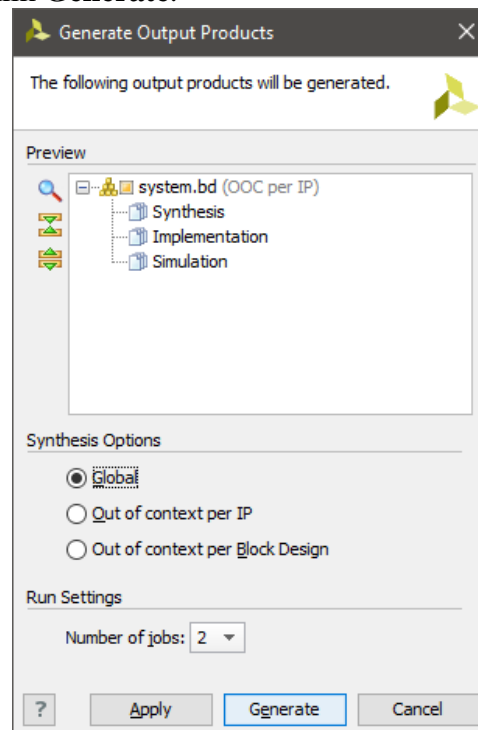 Generate Output Products
The following output products will be generated.
Preview
system.bd (OOC per IP)
Synthesis
Implementation
Simulation
Synthesis Options
Global
Out of context per IP
Out of context per Block Design
Run Settings
Number of jobs: 2
? Apply Generate Cancel